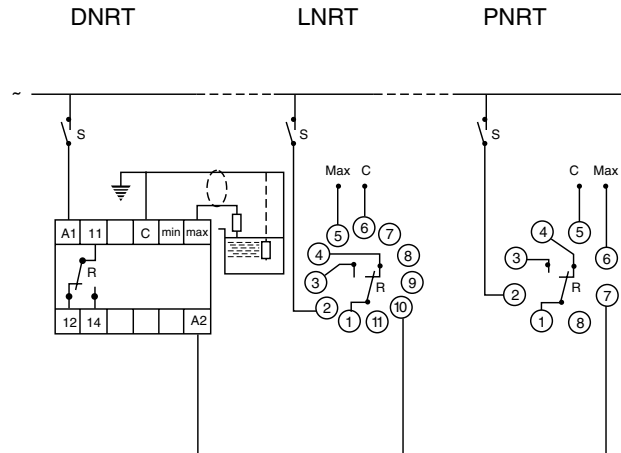 DNRT LNRT PNRT
~
S S S
Max C C Max
A1 11 C min max
R
12 14 A2
5 6 7
4 8
3 R 9
2 10
1 11
4 5
3 6
2 R 7
1 8